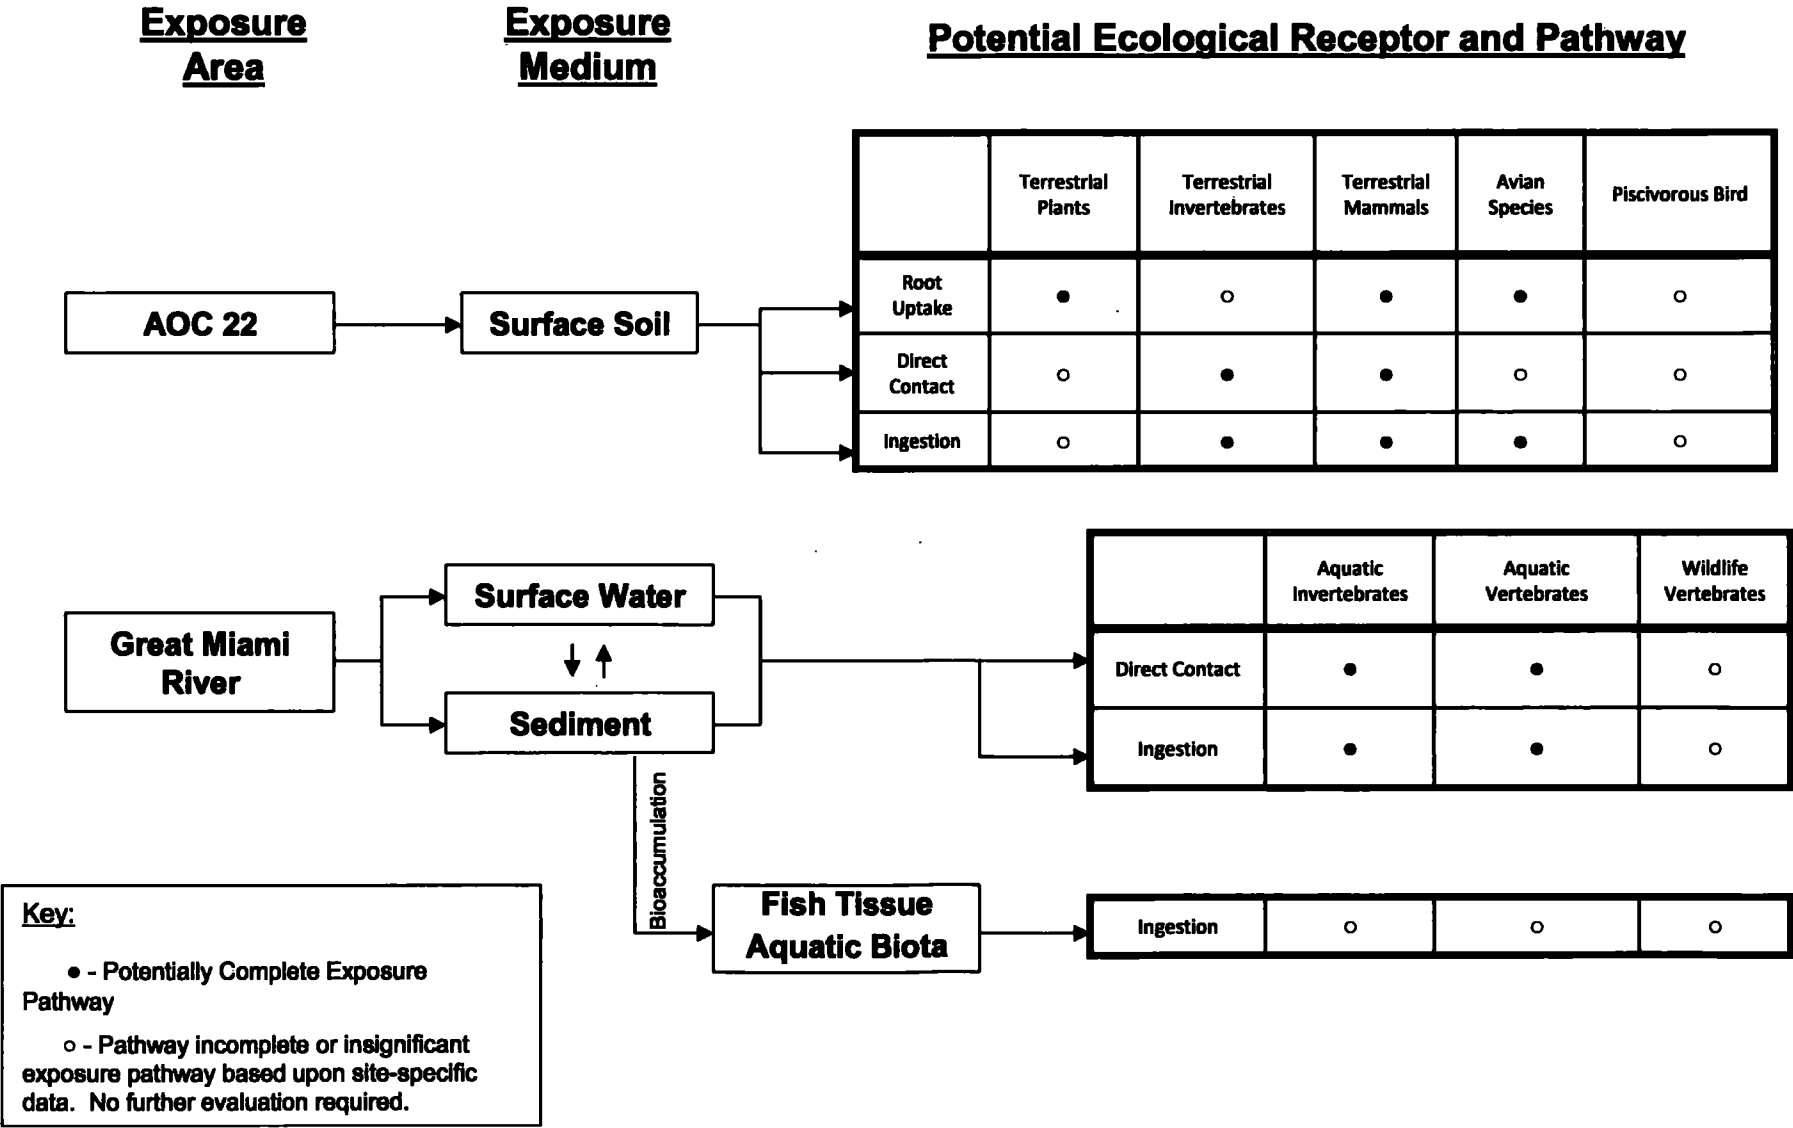 Exposure
Area
Exposure
Medium
Potential Ecological Receptor and Pathway
Terrestrial
Plants
Terrestrial
Invertebrates
Terrestrial
Mammals
Avian
Species
Piscivorous Bird
AOC 22
Surface Soil
Root
Uptake
● ○ ● ● ○
Direct
Contact
○ ● ● ○ ○
Ingestion
○ ● ● ● ○
Great Miami
River
Surface Water
Sediment
Aquatic
Invertebrates
Aquatic
Vertebrates
Wildlife
Vertebrates
Direct Contact
● ● ○
Ingestion
● ● ○
Bioaccumulation
Fish Tissue
Aquatic Biota
Ingestion
○ ○ ○
Key:
● - Potentially Complete Exposure
Pathway
○ - Pathway incomplete or insignificant
exposure pathway based upon site-specific
data. No further evaluation required.